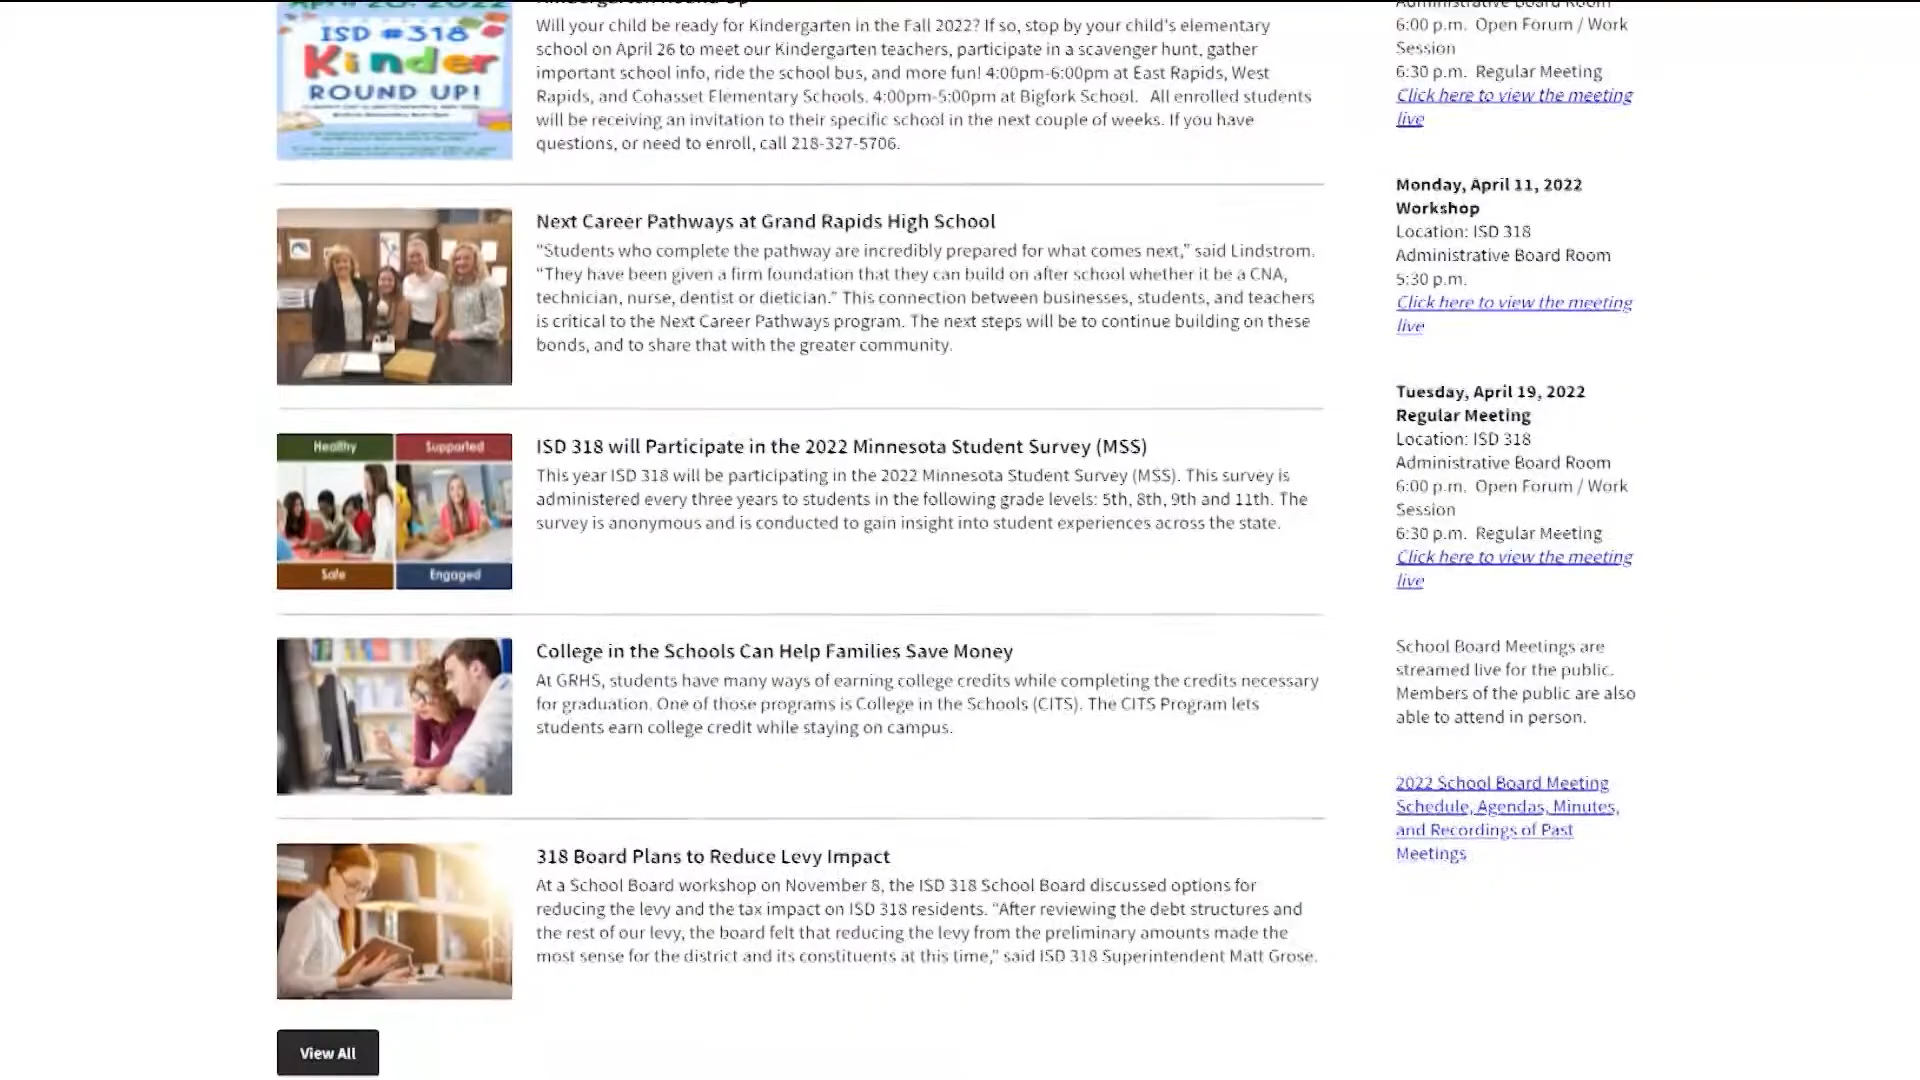 April 26, 2022
ISD #318
Kinder
ROUND UP!
Kindergarten Round Up
Will your child be ready for Kindergarten in the Fall 2022? If so, stop by your child's elementary
school on April 26 to meet our Kindergarten teachers, participate in a scavenger hunt, gather
important school info, ride the school bus, and more fun! 4:00pm-6:00pm at East Rapids, West
Rapids, and Cohasset Elementary Schools. 4:00pm-5:00pm at Bigfork School. All enrolled students
will be receiving an invitation to their specific school in the next couple of weeks. If you have
questions, or need to enroll, call 218-327-5706.
Next Career Pathways at Grand Rapids High School
"Students who complete the pathway are incredibly prepared for what comes next," said Lindstrom.
"They have been given a firm foundation that they can build on after school whether it be a CNA,
technician, nurse, dentist or dietician." This connection between businesses, students, and teachers
is critical to the Next Career Pathways program. The next steps will be to continue building on these
bonds, and to share that with the greater community.
Healthy
Supported
Safe
Engaged
ISD 318 will Participate in the 2022 Minnesota Student Survey (MSS)
This year ISD 318 will be participating in the 2022 Minnesota Student Survey (MSS). This survey is
administered every three years to students in the following grade levels: 5th, 8th, 9th and 11th. The
survey is anonymous and is conducted to gain insight into student experiences across the state.
College in the Schools Can Help Families Save Money
At GRHS, students have many ways of earning college credits while completing the credits necessary
for graduation. One of those programs is College in the Schools (CITS). The CITS Program lets
students earn college credit while staying on campus.
318 Board Plans to Reduce Levy Impact
At a School Board workshop on November 8, the ISD 318 School Board discussed options for
reducing the levy and the tax impact on ISD 318 residents. "After reviewing the debt structures and
the rest of our levy, the board felt that reducing the levy from the preliminary amounts made the
most sense for the district and its constituents at this time," said ISD 318 Superintendent Matt Grose.
View All
Administrative Board Room
6:00 p.m. Open Forum / Work
Session
6:30 p.m. Regular Meeting
Click here to view the meeting
live
Monday, April 11, 2022
Workshop
Location: ISD 318
Administrative Board Room
5:30 p.m.
Click here to view the meeting
live
Tuesday, April 19, 2022
Regular Meeting
Location: ISD 318
Administrative Board Room
6:00 p.m. Open Forum / Work
Session
6:30 p.m. Regular Meeting
Click here to view the meeting
live
School Board Meetings are
streamed live for the public.
Members of the public are also
able to attend in person.
2022 School Board Meeting
Schedule, Agendas, Minutes,
and Recordings of Past
Meetings